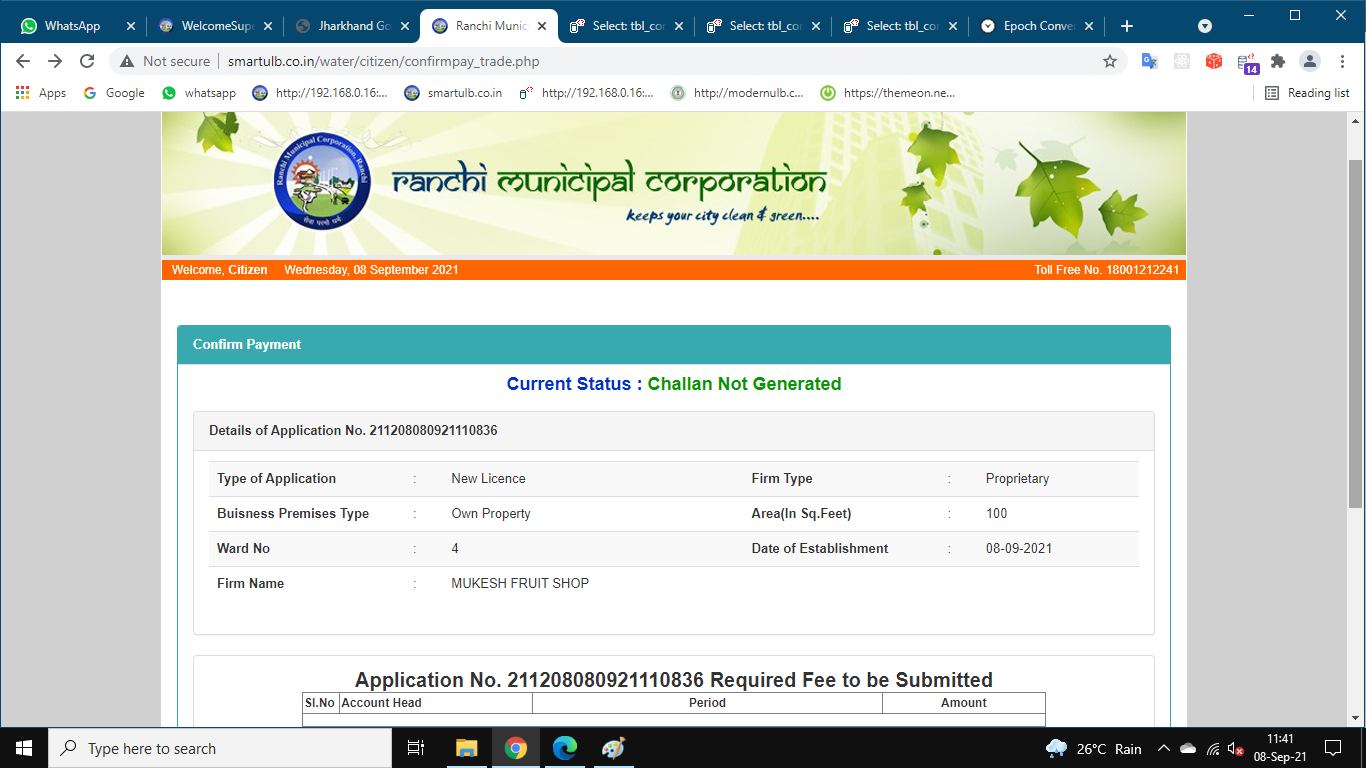 WhatsApp
WelcomeSupe
Jharkhand Go
Ranchi Munic
Select: tbl_cor
Select: tbl_cor
Select: tbl_cor
Epoch Conve
Not secure
smartulb.co.in/water/citizen/confirmpay_trade.php
14
Apps
Google
whatsapp
http://192.168.0.16:...
smartulb.co.in
http://192.168.0.16:...
http://modernulb.c...
https://themeon.ne...
Reading list
Ranchi Municipal Corporation, Ranchi
RANCHI MUNICIPAL CORPORATION
keeps your city clean & green....
Welcome, Citizen Wednesday, 08 September 2021
Toll Free No. 18001212241
Confirm Payment
Current Status : Challan Not Generated
Details of Application No. 211208080921110836
Type of Application : New Licence Firm Type : Proprietary
Buisness Premises Type : Own Property Area(In Sq.Feet) : 100
Ward No : 4 Date of Establishment : 08-09-2021
Firm Name : MUKESH FRUIT SHOP
Application No. 211208080921110836 Required Fee to be Submitted
Sl.No Account Head Period Amount
Type here to search
26°C Rain
11:41
08-Sep-21